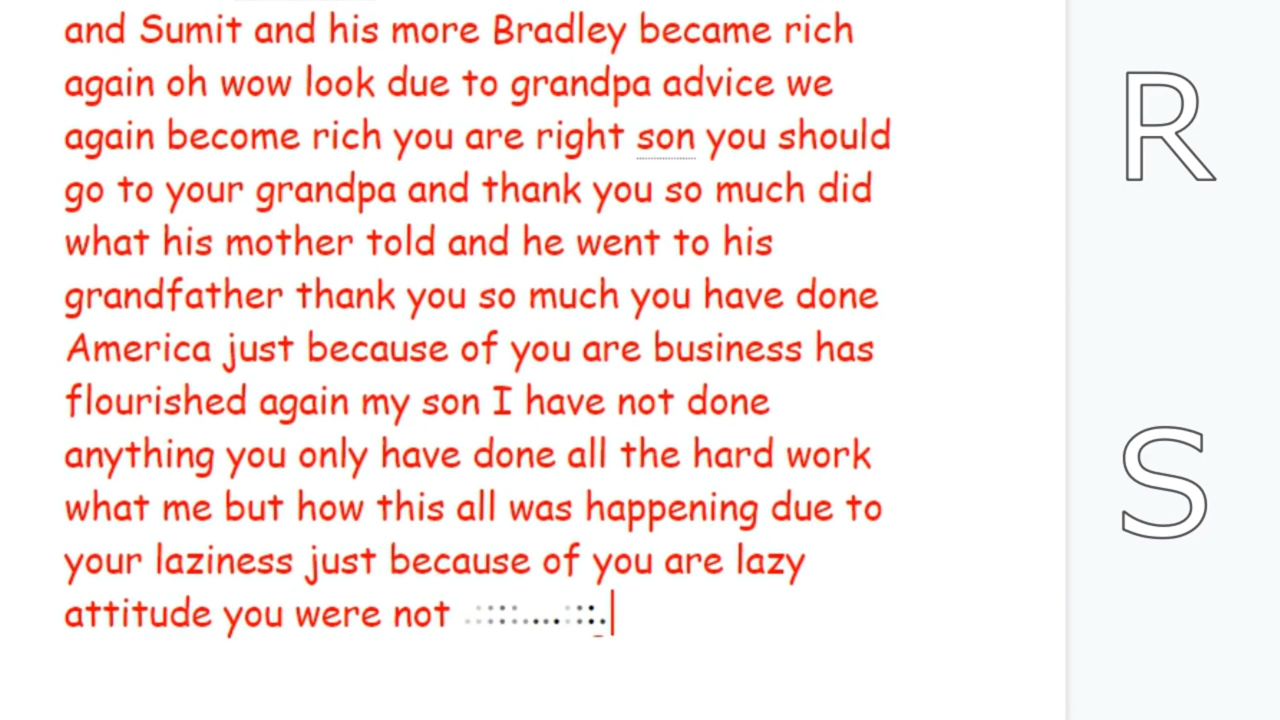 and Sumit and his more Bradley became rich
again oh wow look due to grandpa advice we
again become rich you are right son you should
go to your grandpa and thank you so much did
what his mother told and he went to his
grandfather thank you so much you have done
America just because of you are business has
flourished again my son I have not done
anything you only have done all the hard work
what me but how this all was happening due to
your laziness just because of you are lazy
attitude you were not
R
S